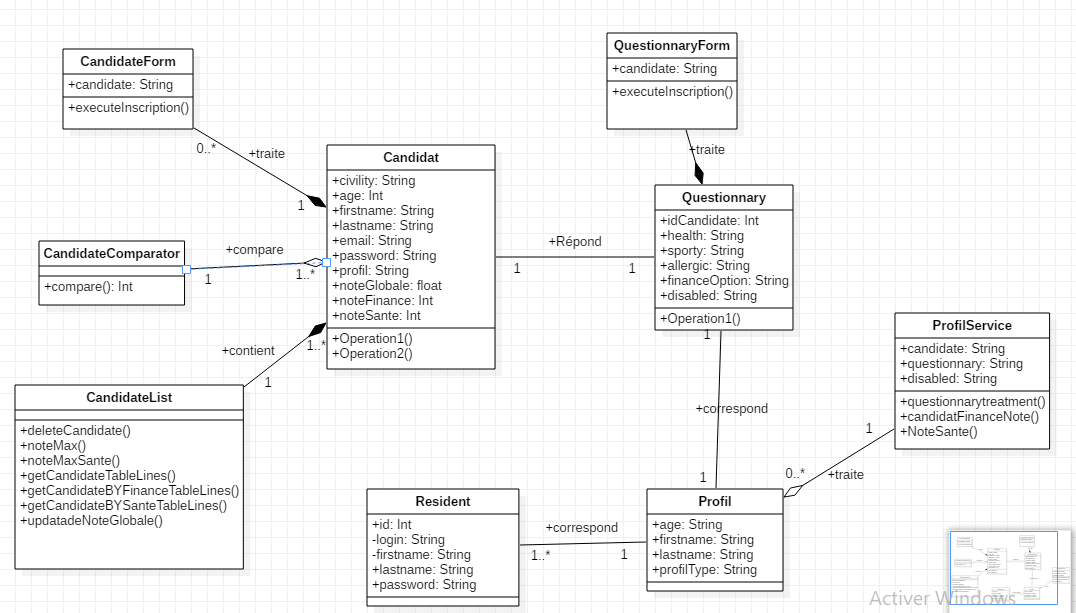 CandidateForm
+candidate: String
+executeInscription()
0..*
+traite
1
QuestionnaryForm
+candidate: String
+executeInscription()
+traite
Candidat
+civility: String
+age: Int
+firstname: String
+lastname: String
+email: String
+password: String
+profil: String
+noteGlobale: float
+noteFinance: Int
+noteSante: Int
+Operation1()
+Operation2()
Questionnary
+idCandidate: Int
+health: String
+sporty: String
+allergic: String
+financeOption: String
+disabled: String
+Operation1()
CandidateComparator
+compare(): Int
+compare
1
1..*
+Répond
1
1
+contient
1..*
1
CandidateList
+deleteCandidate()
+noteMax()
+noteMaxSante()
+getCandidateTableLines()
+getCandidateBYFinanceTableLines()
+getCandidateBYSanteTableLines()
+updatadeNoteGlobale()
ProfilService
+candidate: String
+questionnary: String
+disabled: String
+questionnarytreatment()
+candidatFinanceNote()
+NoteSante()
1
+correspond
1
1
0..*
+traite
Resident
+id: Int
-login: String
-firstname: String
+lastname: String
+password: String
+correspond
1..*
1
Profil
+age: String
+firstname: String
+lastname: String
+profilType: String
Activer Windows